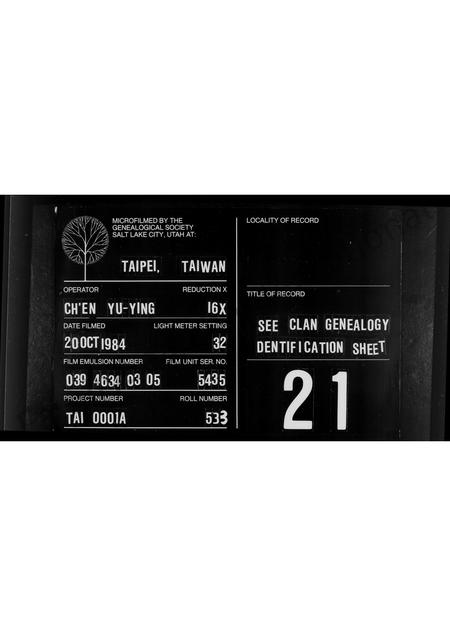 MICROFILMED BY THE
GENEALOGICAL SOCIETY
SALT LAKE CITY, UTAH AT:
TAIPEI, TAIWAN
OPERATOR REDUCTION X
CH'EN YU-YING 16X
DATE FILMED LIGHT METER SETTING
20 OCT 1984 32
FILM EMULSION NUMBER FILM UNIT SER. NO.
039 4634 03 05 5435
PROJECT NUMBER ROLL NUMBER
TAI 0001A 533
LOCALITY OF RECORD
TITLE OF RECORD
SEE CLAN GENEALOGY
DENTIFICATION SHEET
21